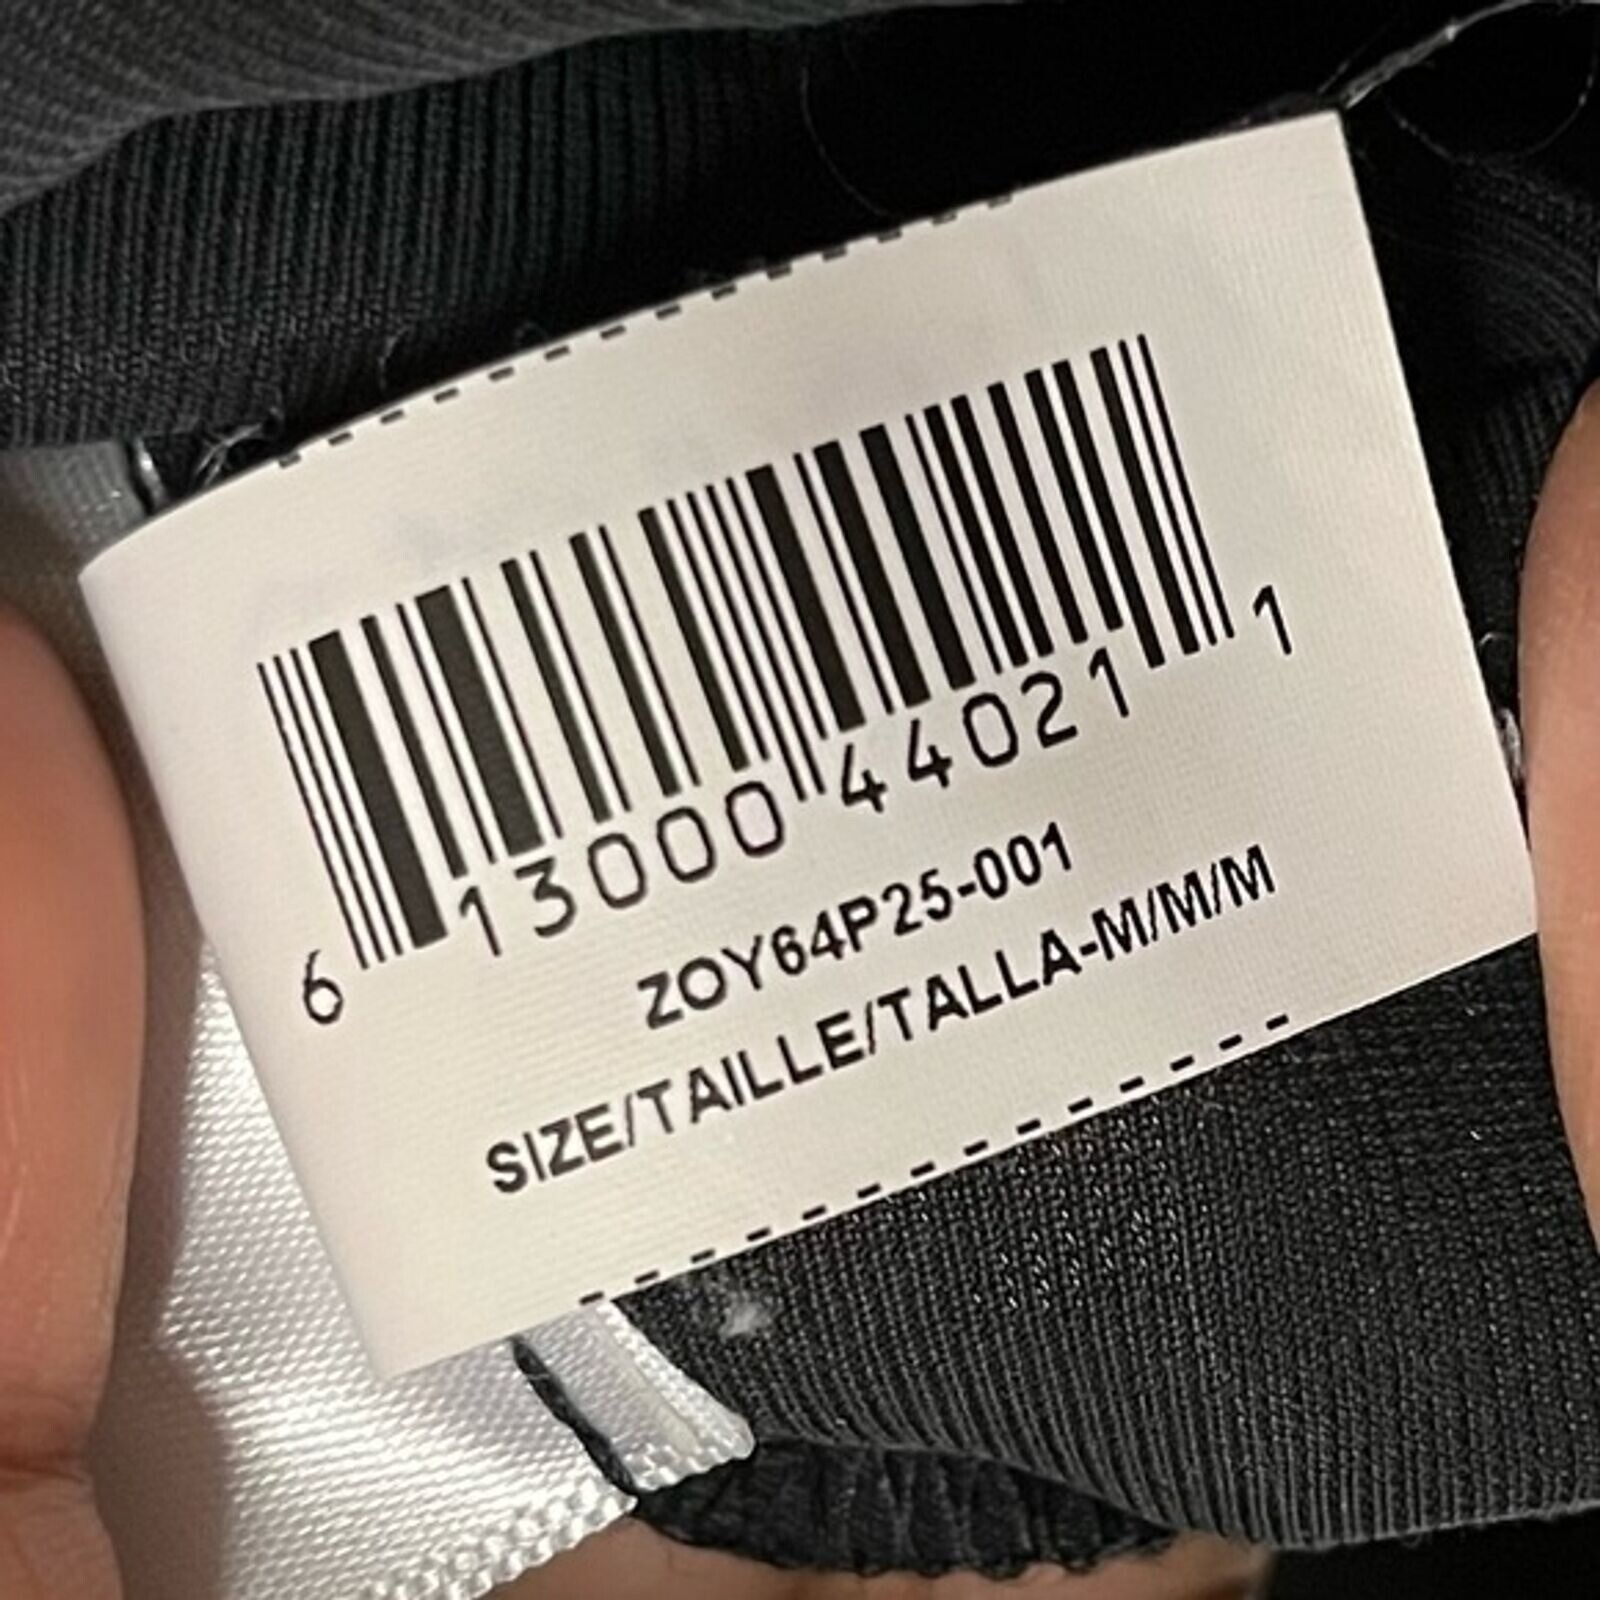 6 13000 44021 1
ZOY64P25-001
SIZE/TAILLE/TALLA-M/M/M